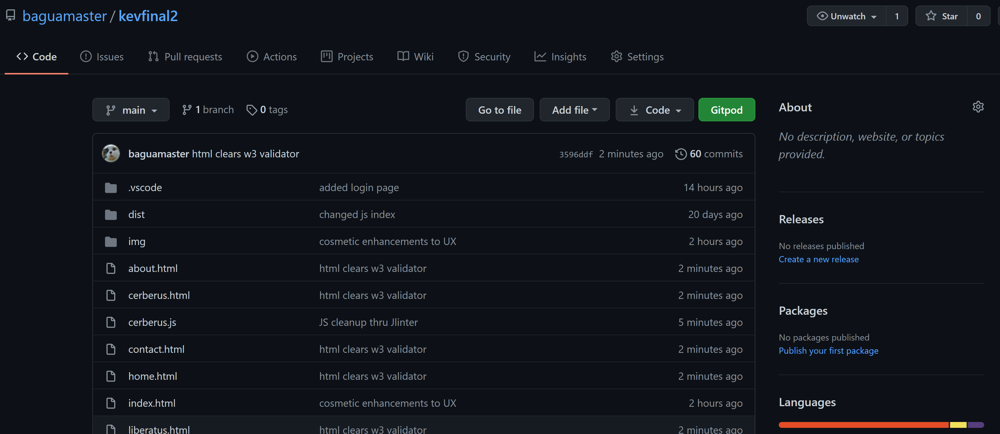 baguamaster / kevfinal2
Unwatch 1
Star 0
Code Issues Pull requests Actions Projects Wiki Security Insights Settings
main 1 branch 0 tags
Go to file Add file Code Gitpod
baguamaster html clears w3 validator 3596ddf 2 minutes ago 60 commits
.vscode added login page 14 hours ago
dist changed js index 20 days ago
img cosmetic enhancements to UX 2 hours ago
about.html html clears w3 validator 2 minutes ago
cerberus.html html clears w3 validator 2 minutes ago
cerberus.js JS cleanup thru Jlinter 5 minutes ago
contact.html html clears w3 validator 2 minutes ago
home.html html clears w3 validator 2 minutes ago
index.html cosmetic enhancements to UX 2 hours ago
liberatus.html html clears w3 validator 2 minutes ago
About
No description, website, or topics
provided.
Releases
No releases published
Create a new release
Packages
No packages published
Publish your first package
Languages